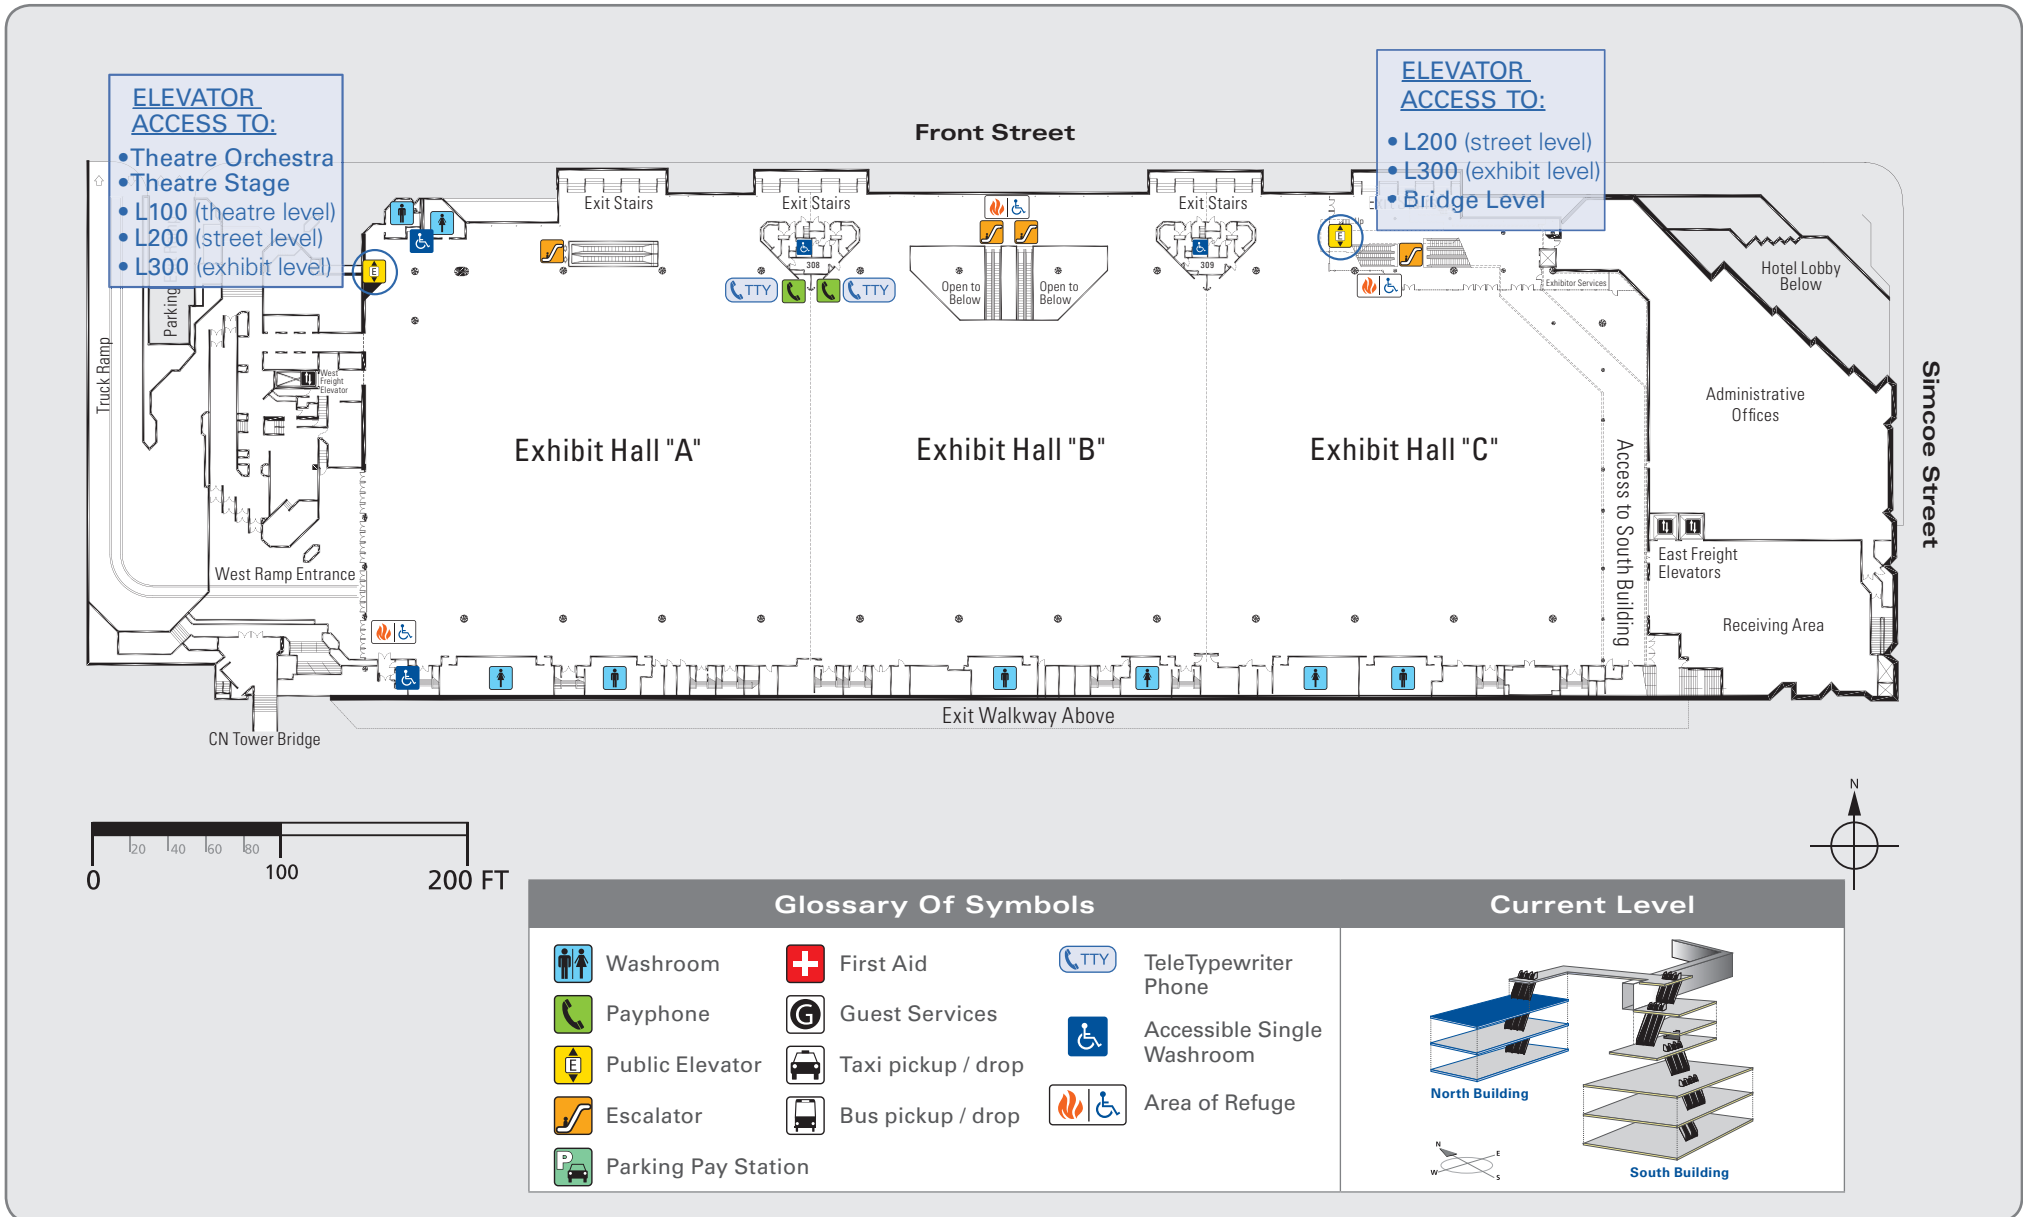 ELEVATOR
ACCESS TO:
• Theatre Orchestra
• Theatre Stage
• L100 (theatre level)
• L200 (street level)
• L300 (exhibit level)
ELEVATOR
ACCESS TO:
• L200 (street level)
• L300 (exhibit level)
• Bridge Level
Front Street
Exit Stairs
Exit Stairs
Exit Stairs
Up
E
E
308
309
TTY
TTY
Open to
Below
Open to
Below
Exhibitor Services
Hotel Lobby
Below
Parking
Truck Ramp
West
Freight
Elevator
Administrative
Offices
Simcoe Street
Exhibit Hall "A"
Exhibit Hall "B"
Exhibit Hall "C"
Access to South Building
East Freight
Elevators
West Ramp Entrance
Receiving Area
Exit Walkway Above
CN Tower Bridge
20 40 60 80
0 100 200 FT
N
Glossary Of Symbols
Current Level
Washroom
Payphone
E Public Elevator
Escalator
P Parking Pay Station
First Aid
G Guest Services
Taxi pickup / drop
Bus pickup / drop
TTY TeleTypewriter
Phone
Accessible Single
Washroom
Area of Refuge
North Building
South Building
N
E
W
S